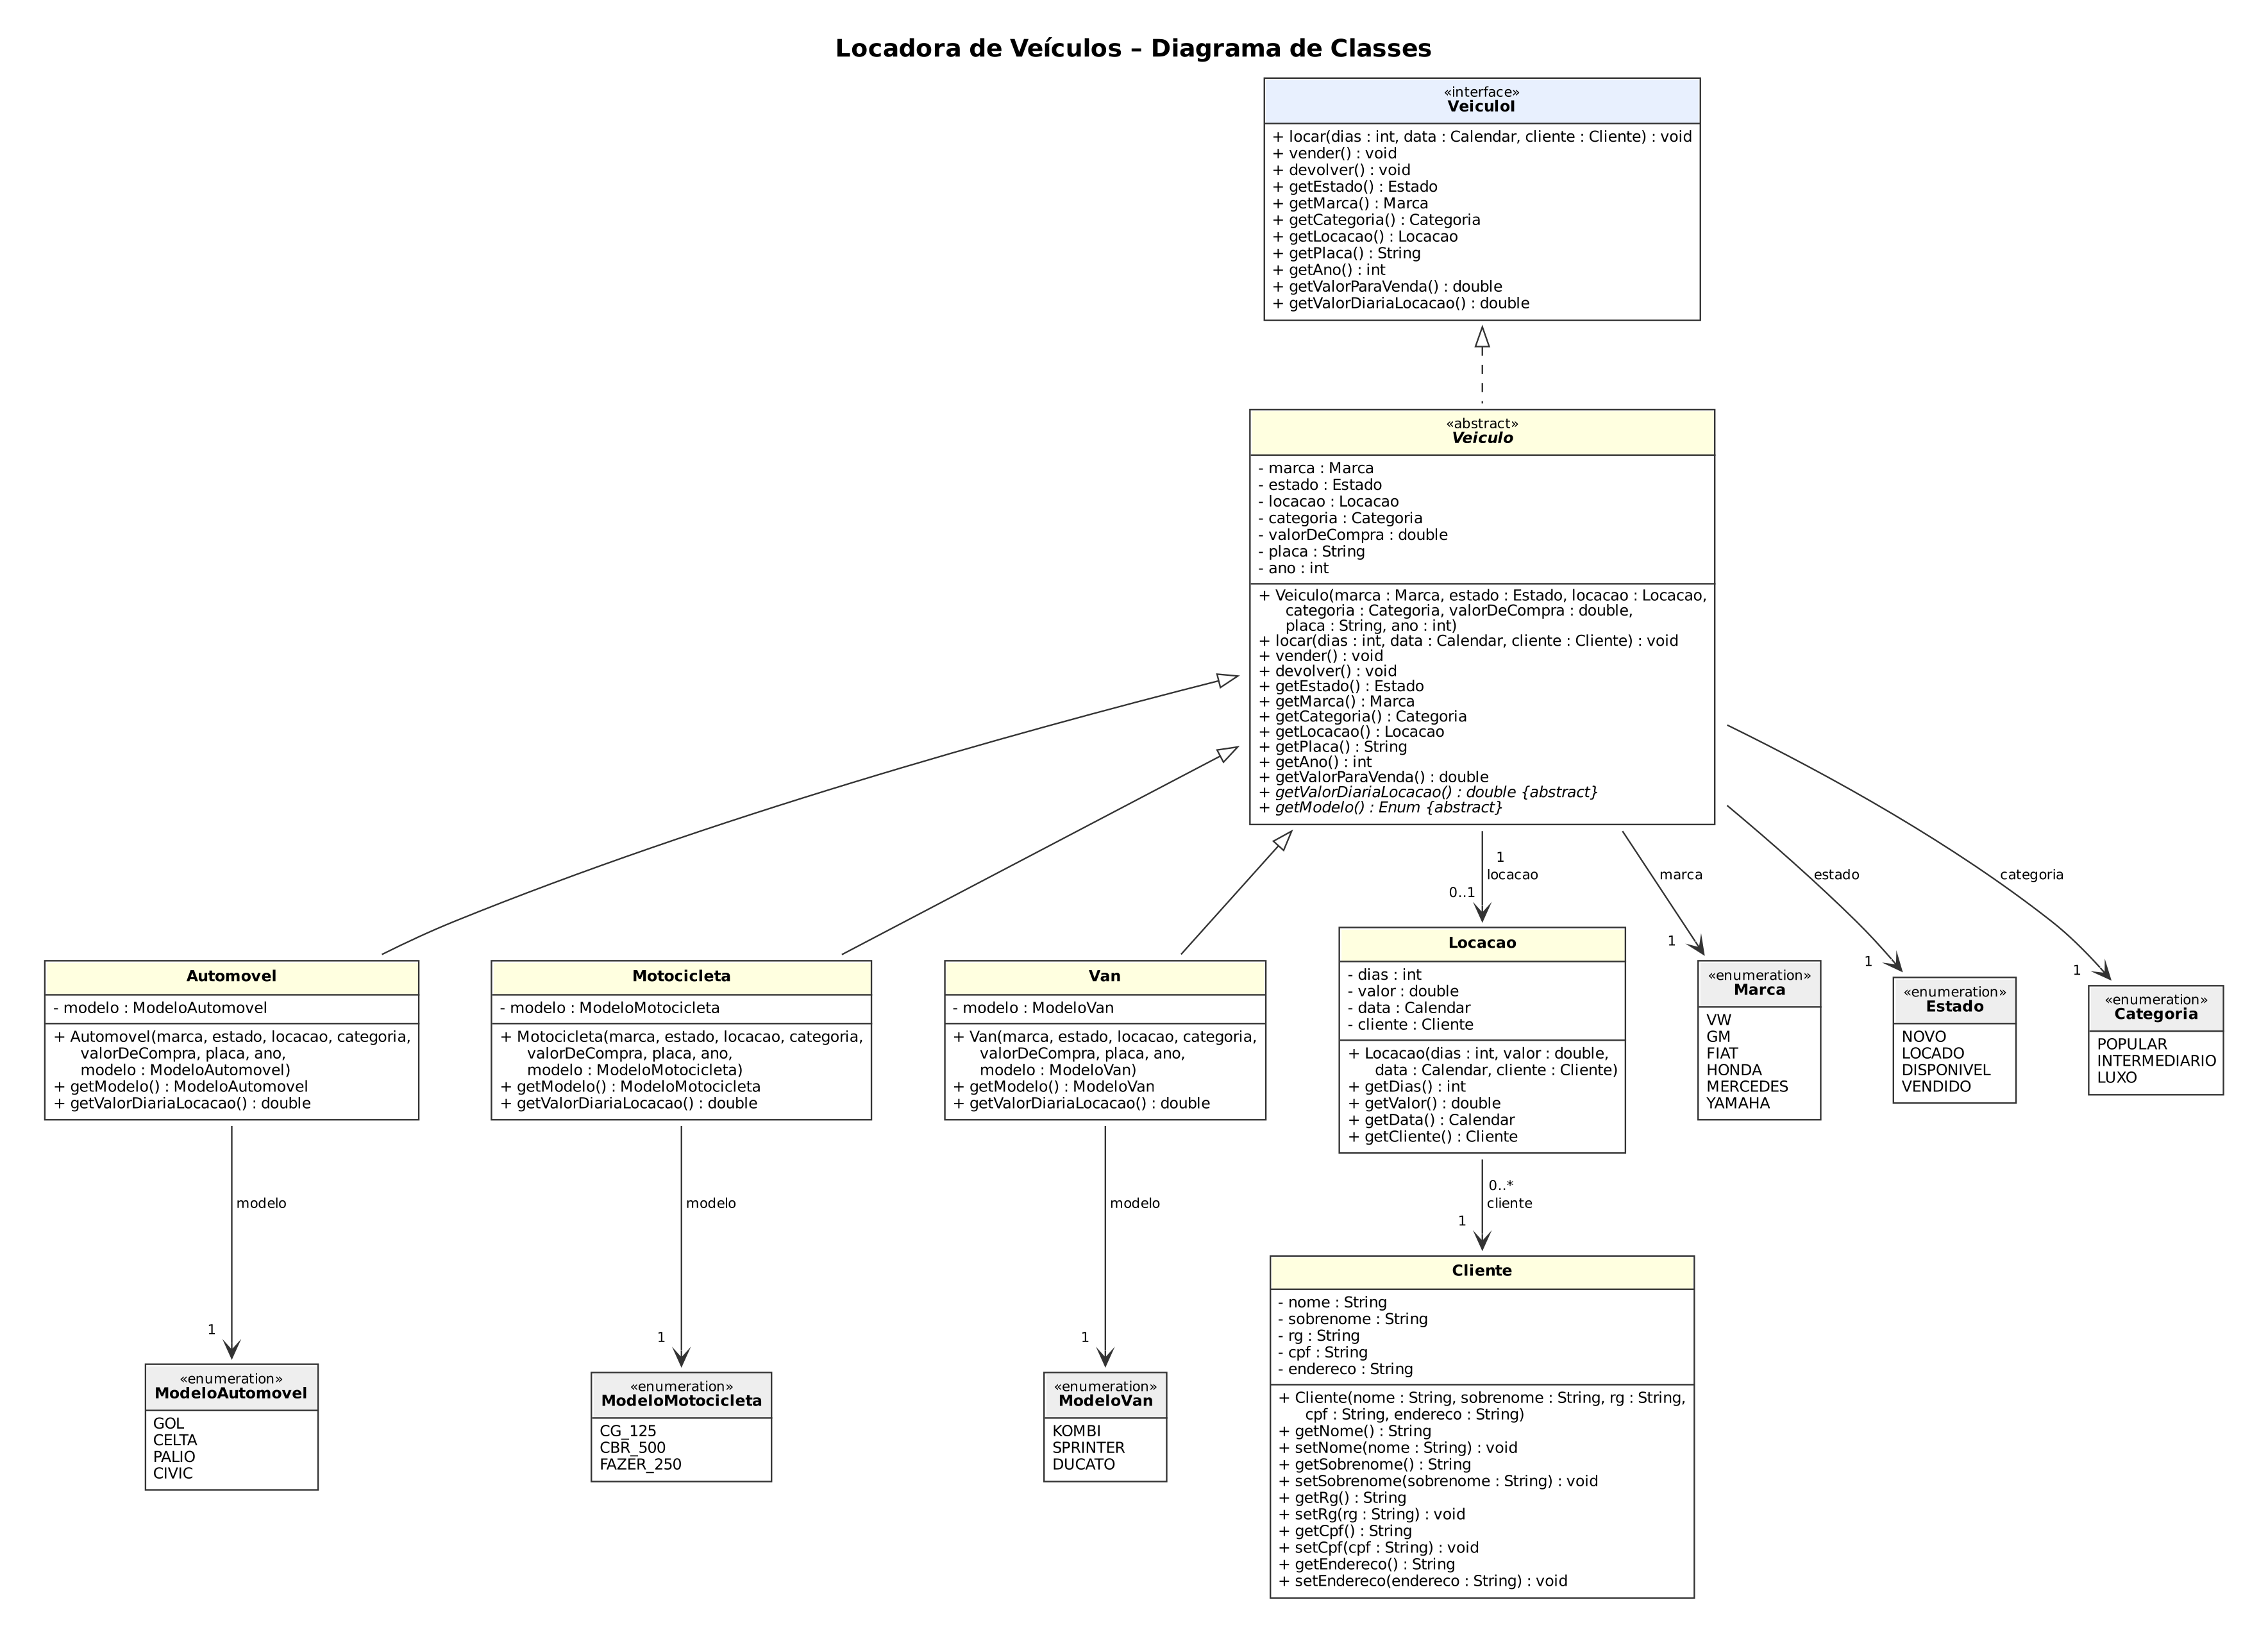 Locadora de Veículos – Diagrama de Classes
«interface»
VeiculoI
+ locar(dias : int, data : Calendar, cliente : Cliente) : void
+ vender() : void
+ devolver() : void
+ getEstado() : Estado
+ getMarca() : Marca
+ getCategoria() : Categoria
+ getLocacao() : Locacao
+ getPlaca() : String
+ getAno() : int
+ getValorParaVenda() : double
+ getValorDiariaLocacao() : double
«abstract»
Veiculo
- marca : Marca
- estado : Estado
- locacao : Locacao
- categoria : Categoria
- valorDeCompra : double
- placa : String
- ano : int
+ Veiculo(marca : Marca, estado : Estado, locacao : Locacao,
categoria : Categoria, valorDeCompra : double,
placa : String, ano : int)
+ locar(dias : int, data : Calendar, cliente : Cliente) : void
+ vender() : void
+ devolver() : void
+ getEstado() : Estado
+ getMarca() : Marca
+ getCategoria() : Categoria
+ getLocacao() : Locacao
+ getPlaca() : String
+ getAno() : int
+ getValorParaVenda() : double
+ getValorDiariaLocacao() : double {abstract}
+ getModelo() : Enum {abstract}
1
locacao
0..1
marca
1
estado
1
categoria
1
Automovel
- modelo : ModeloAutomovel
+ Automovel(marca, estado, locacao, categoria,
valorDeCompra, placa, ano,
modelo : ModeloAutomovel)
+ getModelo() : ModeloAutomovel
+ getValorDiariaLocacao() : double
Motocicleta
- modelo : ModeloMotocicleta
+ Motocicleta(marca, estado, locacao, categoria,
valorDeCompra, placa, ano,
modelo : ModeloMotocicleta)
+ getModelo() : ModeloMotocicleta
+ getValorDiariaLocacao() : double
Van
- modelo : ModeloVan
+ Van(marca, estado, locacao, categoria,
valorDeCompra, placa, ano,
modelo : ModeloVan)
+ getModelo() : ModeloVan
+ getValorDiariaLocacao() : double
Locacao
- dias : int
- valor : double
- data : Calendar
- cliente : Cliente
+ Locacao(dias : int, valor : double,
data : Calendar, cliente : Cliente)
+ getDias() : int
+ getValor() : double
+ getData() : Calendar
+ getCliente() : Cliente
«enumeration»
Marca
VW
GM
FIAT
HONDA
MERCEDES
YAMAHA
«enumeration»
Estado
NOVO
LOCADO
DISPONIVEL
VENDIDO
«enumeration»
Categoria
POPULAR
INTERMEDIARIO
LUXO
modelo
1
modelo
1
modelo
1
0..*
cliente
1
«enumeration»
ModeloAutomovel
GOL
CELTA
PALIO
CIVIC
«enumeration»
ModeloMotocicleta
CG_125
CBR_500
FAZER_250
«enumeration»
ModeloVan
KOMBI
SPRINTER
DUCATO
Cliente
- nome : String
- sobrenome : String
- rg : String
- cpf : String
- endereco : String
+ Cliente(nome : String, sobrenome : String, rg : String,
cpf : String, endereco : String)
+ getNome() : String
+ setNome(nome : String) : void
+ getSobrenome() : String
+ setSobrenome(sobrenome : String) : void
+ getRg() : String
+ setRg(rg : String) : void
+ getCpf() : String
+ setCpf(cpf : String) : void
+ getEndereco() : String
+ setEndereco(endereco : String) : void